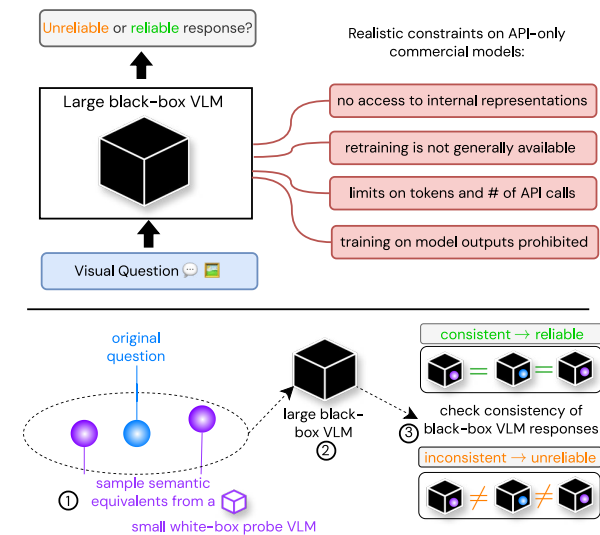 Unreliable or reliable response?
Realistic constraints on API-only
commercial models:
Large black-box VLM
no access to internal representations
retraining is not generally available
limits on tokens and # of API calls
training on model outputs prohibited
Visual Question 💬 🖼️
original
question
large black-
box VLM
②
consistent → reliable
= =
③
check consistency of
black-box VLM responses
inconsistent → unreliable
≠ ≠
①
sample semantic
equivalents from a
small white-box probe VLM